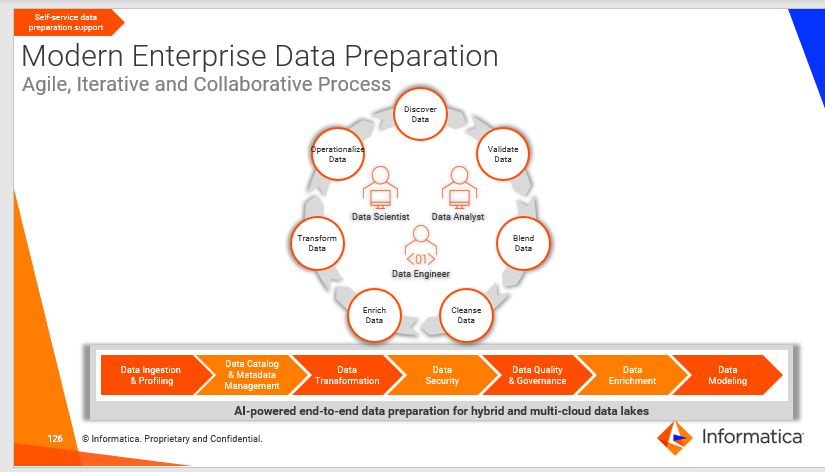 Self-service data
preparation support
Modern Enterprise Data Preparation
Agile, Iterative and Collaborative Process
Discover
Data
Operationalize
Data
Validate
Data
Data Scientist
Data Analyst
Transform
Data
Blend
Data
<01>
Data Engineer
Enrich
Data
Cleanse
Data
Data Ingestion
& Profiling
Data Catalog
& Metadata
Management
Data
Transformation
Data
Security
Data Quality
& Governance
Data
Enrichment
Data
Modeling
AI-powered end-to-end data preparation for hybrid and multi-cloud data lakes
126
© Informatica. Proprietary and Confidential.
Informatica